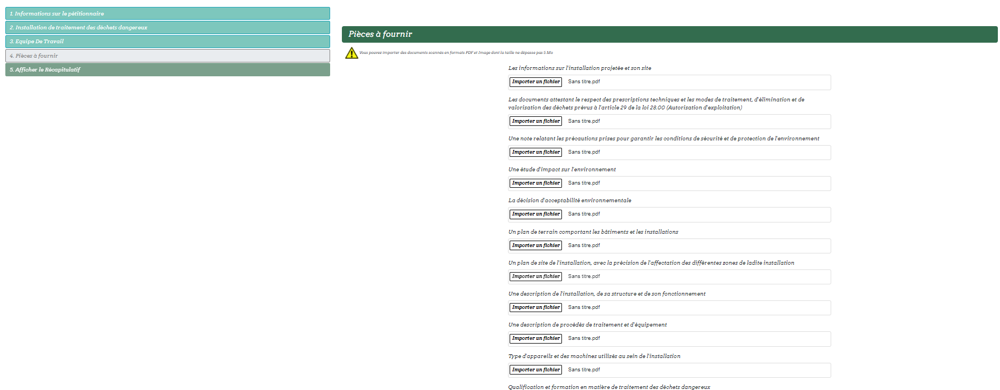 1. Informations sur le pétitionnaire
2. Installation de traitement des déchets dangereux
3. Equipe De Travail
4. Pièces à fournir
5. Afficher le Récapitulatif
Pièces à fournir
Vous pouvez importer des documents scannés en formats PDF et Image dont la taille ne dépasse pas 5 Mo
Les informations sur l'installation projetée et son site
Importer un fichier Sans titre.pdf
Les documents attestant le respect des prescriptions techniques et les modes de traitement, d'élimination et de
valorisation des déchets prévus à l'article 29 de la loi 28.00 (Autorisation d'exploitation)
Importer un fichier Sans titre.pdf
Une note relatant les précautions prises pour garantir les conditions de sécurité et de protection de l'environnement
Importer un fichier Sans titre.pdf
Une étude d'impact sur l'environnement
Importer un fichier Sans titre.pdf
La décision d'acceptabilité environnementale
Importer un fichier Sans titre.pdf
Un plan de terrain comportant les bâtiments et les installations
Importer un fichier Sans titre.pdf
Un plan de site de l'installation, avec la précision de l'affectation des différentes zones de ladite installation
Importer un fichier Sans titre.pdf
Une description de l'installation, de sa structure et de son fonctionnement
Importer un fichier Sans titre.pdf
Une description de procédés de traitement et d'équipement
Importer un fichier Sans titre.pdf
Type d'appareils et des machines utilisés au sein de l'installation
Importer un fichier Sans titre.pdf
Qualification et formation en matière de traitement des déchets dangereux